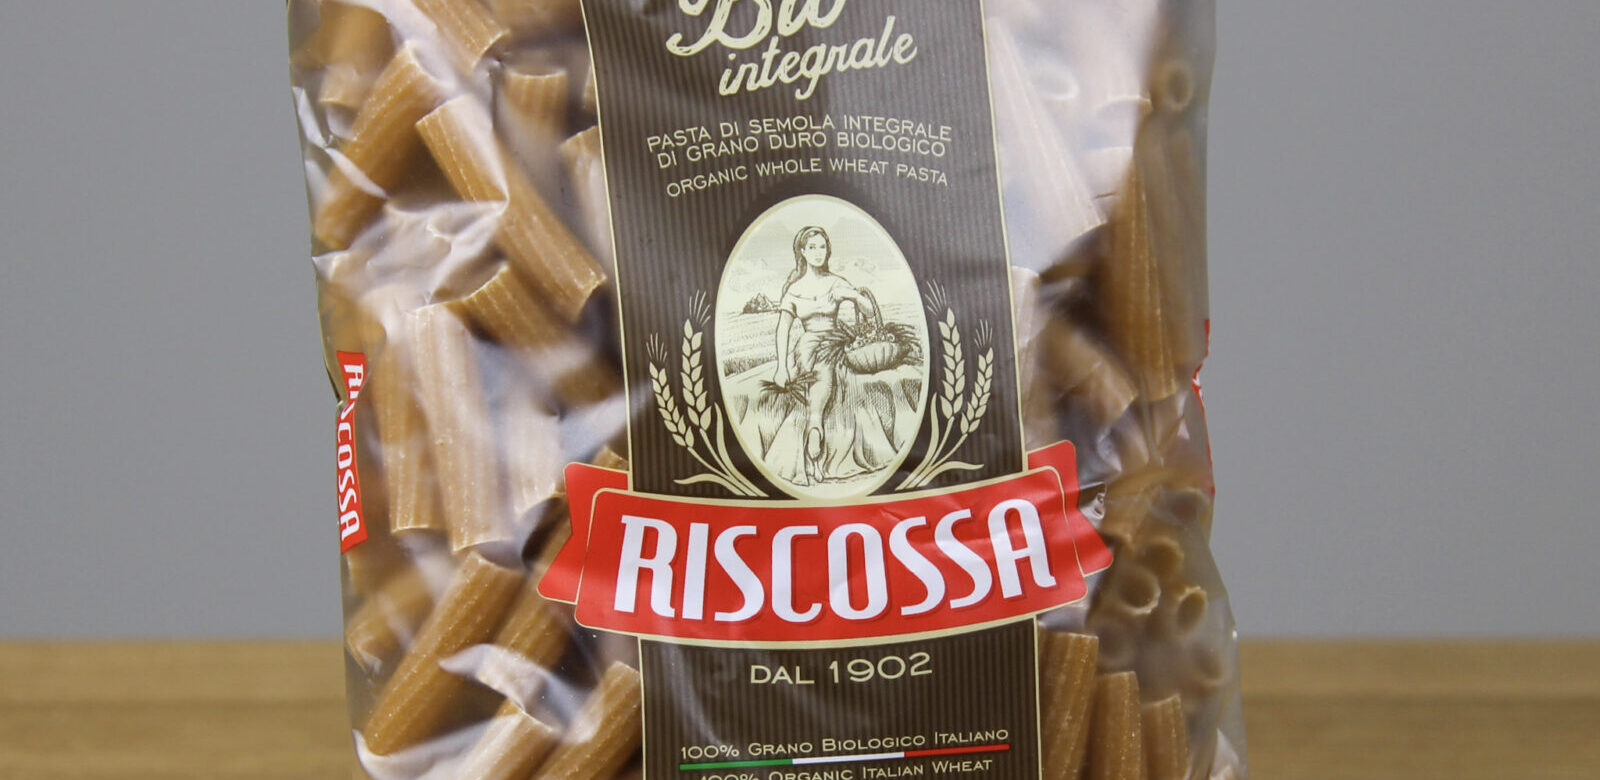 Bio
integrale
PASTA DI SEMOLA INTEGRALE
DI GRANO DURO BIOLOGICO
ORGANIC WHOLE WHEAT PASTA
RISCOSSA
RISCOSSA
DAL 1902
100% GRANO BIOLOGICO ITALIANO
100% ORGANIC ITALIAN WHEAT